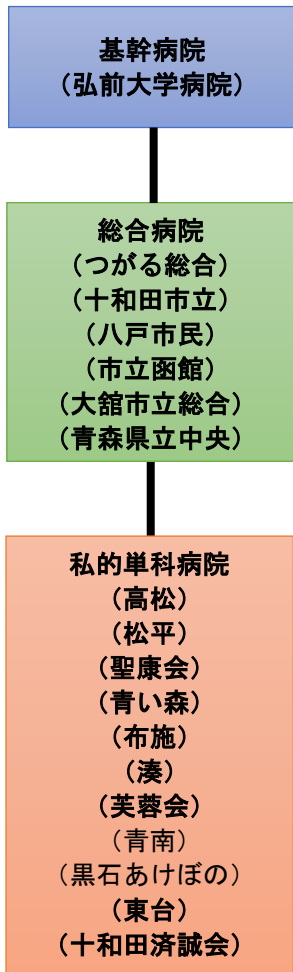 基幹病院
（弘前大学病院）
総合病院
（つがる総合）
（十和田市立）
（八戸市民）
（市立函館）
（大舘市立総合）
（青森県立中央）
私的単科病院
（高松）
（松平）
（聖康会）
（青い森）
（布施）
（湊）
（芙蓉会）
（青南）
（黒石あけぼの）
（東台）
（十和田済誠会）